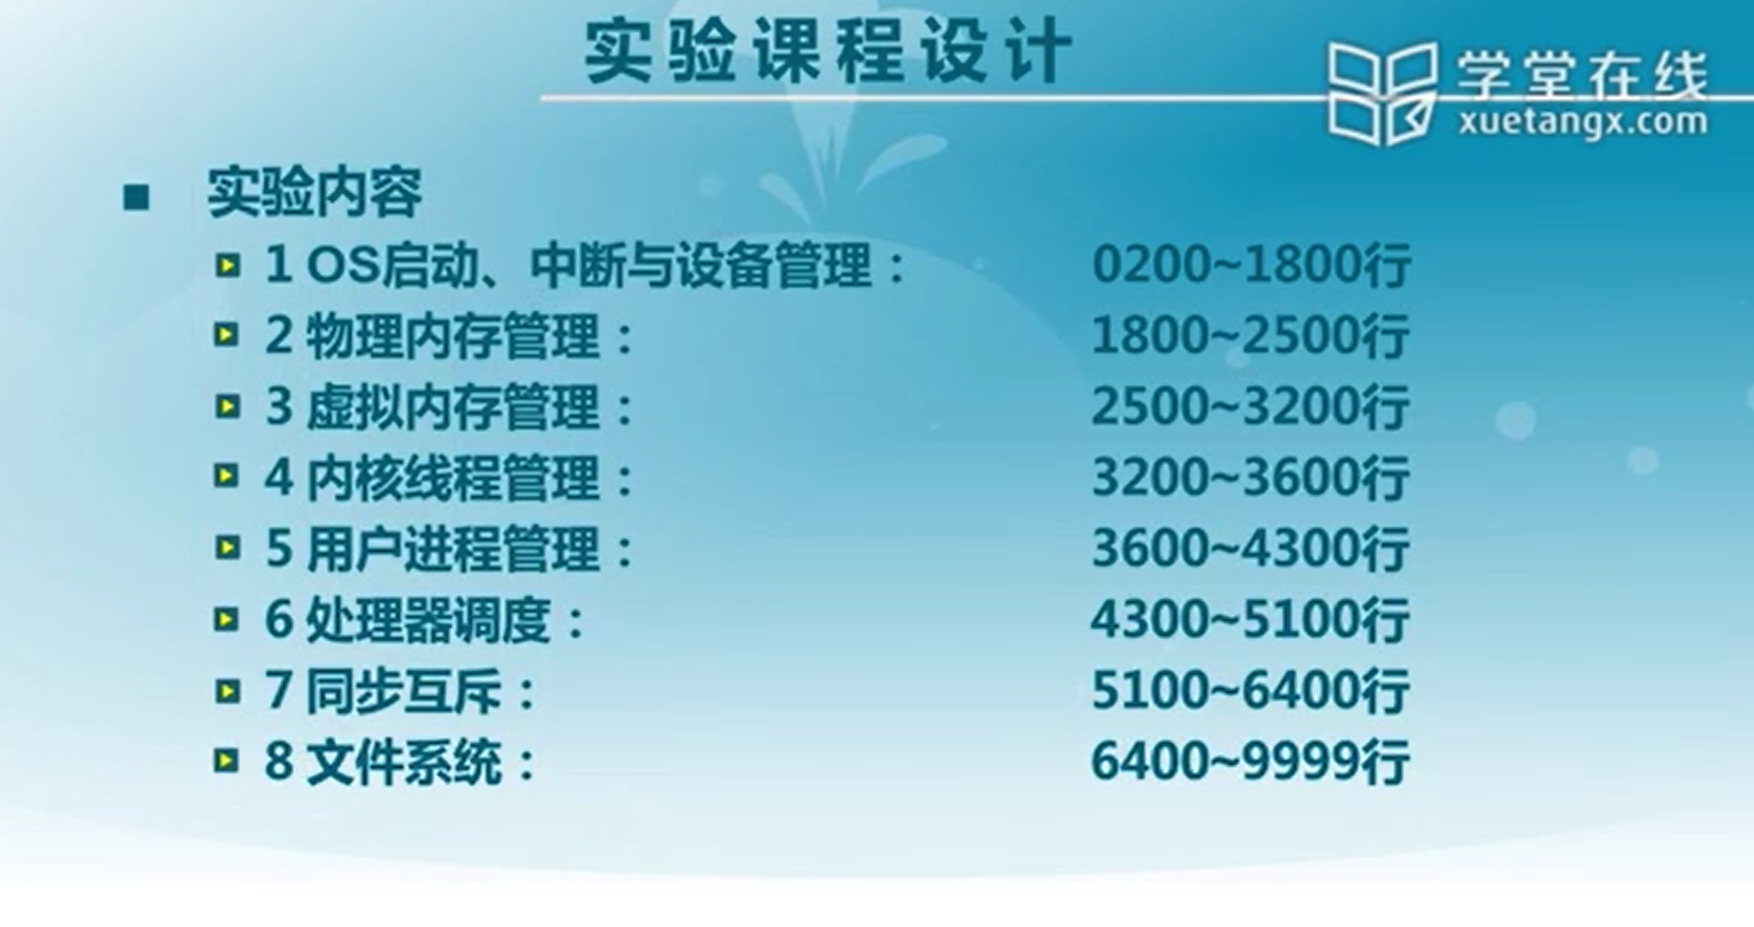 实验课程设计
学堂在线
xuetangx.com
实验内容
1 OS启动、中断与设备管理： 0200~1800行
2 物理内存管理： 1800~2500行
3 虚拟内存管理： 2500~3200行
4 内核线程管理： 3200~3600行
5 用户进程管理： 3600~4300行
6 处理器调度： 4300~5100行
7 同步互斥： 5100~6400行
8 文件系统： 6400~9999行